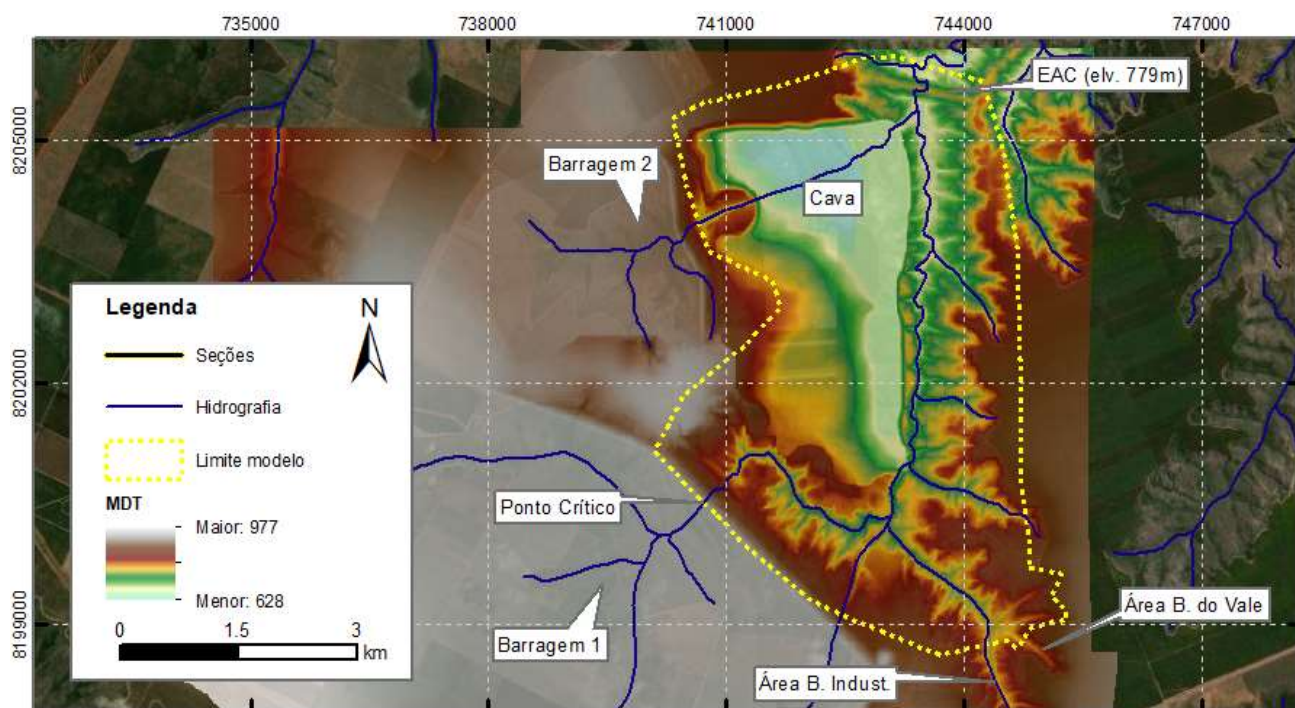 735000 738000 741000 744000 747000
EAC (elv. 779m)
8205000
Barragem 2
Cava
Legenda
N
Seções
8202000
Hidrografia
Limite modelo
Ponto Crítico
MDT
Maior: 977
Menor: 628
8199000
Área B. do Vale
0 1.5 3
km
Barragem 1
Área B. Indust.